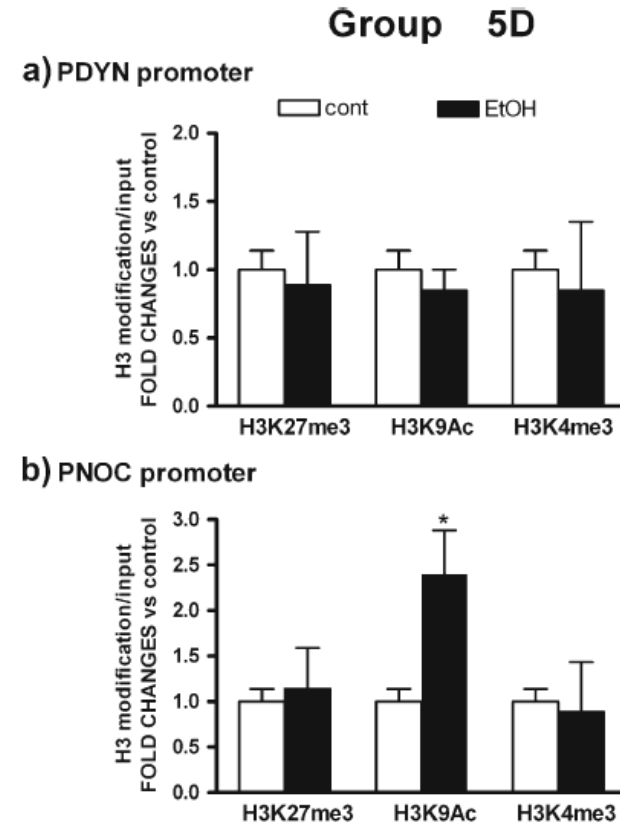 Group 5D
a) PDYN promoter
cont EtOH
H3 modification/input
FOLD CHANGES vs control
2.0
1.5
1.0
0.5
0.0
H3K27me3 H3K9Ac H3K4me3
b) PNOC promoter
H3 modification/input
FOLD CHANGES vs control
3.0
2.5
2.0
1.5
1.0
0.5
0.0
*
H3K27me3 H3K9Ac H3K4me3